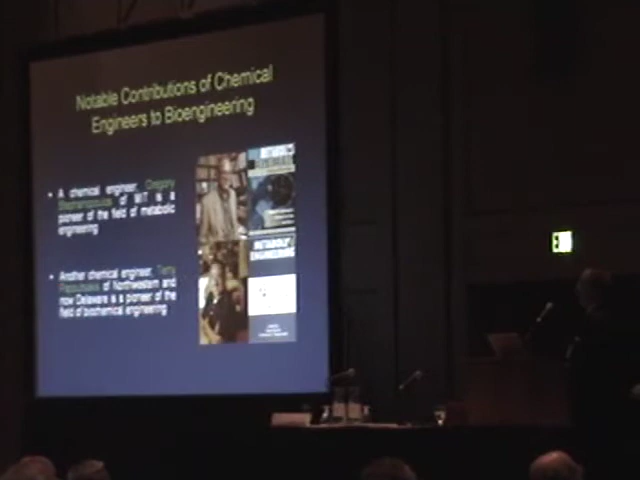 Notable Contributions of Chemical
Engineers to Bioengineering
• A chemical engineer, Gregory
Stephanopoulos of MIT is a
pioneer of the field of metabolic
engineering
• Another chemical engineer, Terry
Papoutsakis of Northwestern and
now Delaware is a pioneer of the
field of biochemical engineering
METABOLIC
ENGINEERING